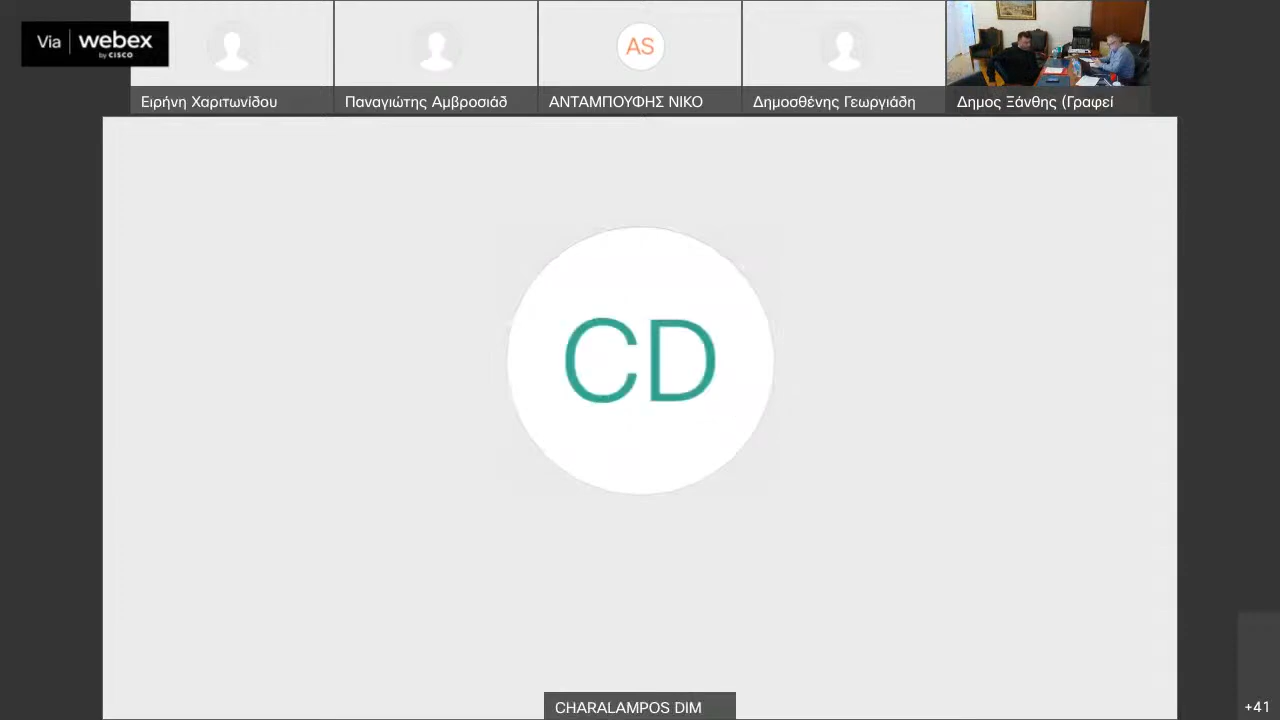 Via webex
by CISCO
AS
Ειρήνη Χαριτωνίδου
Παναγιώτης Αμβροσιάδ
ΑΝΤΑΜΠΟΥΦΗΣ ΝΙΚΟ
Δημοσθένης Γεωργιάδη
Δημος Ξάνθης (Γραφεί
CD
CHARALAMPOS DIM
+41